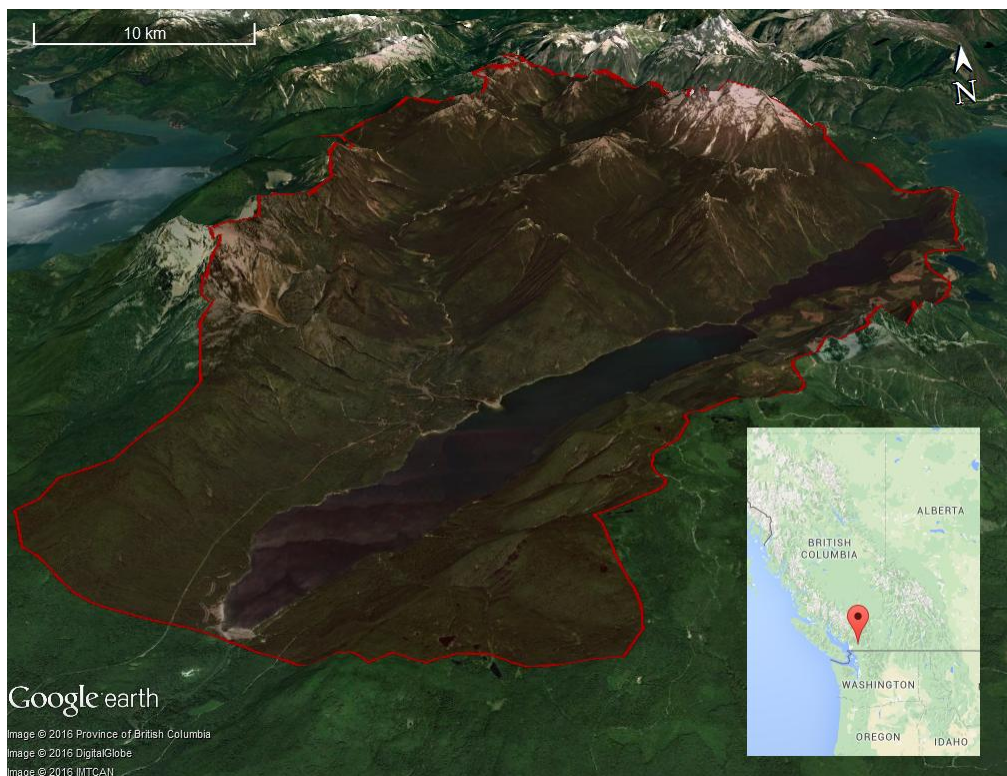 10 km
N
ALBERTA
BRITISH
COLUMBIA
WASHINGTON
OREGON
IDAHO
Google earth
Image © 2016 Province of British Columbia
Image © 2016 DigitalGlobe
Image © 2016 IMTCAN